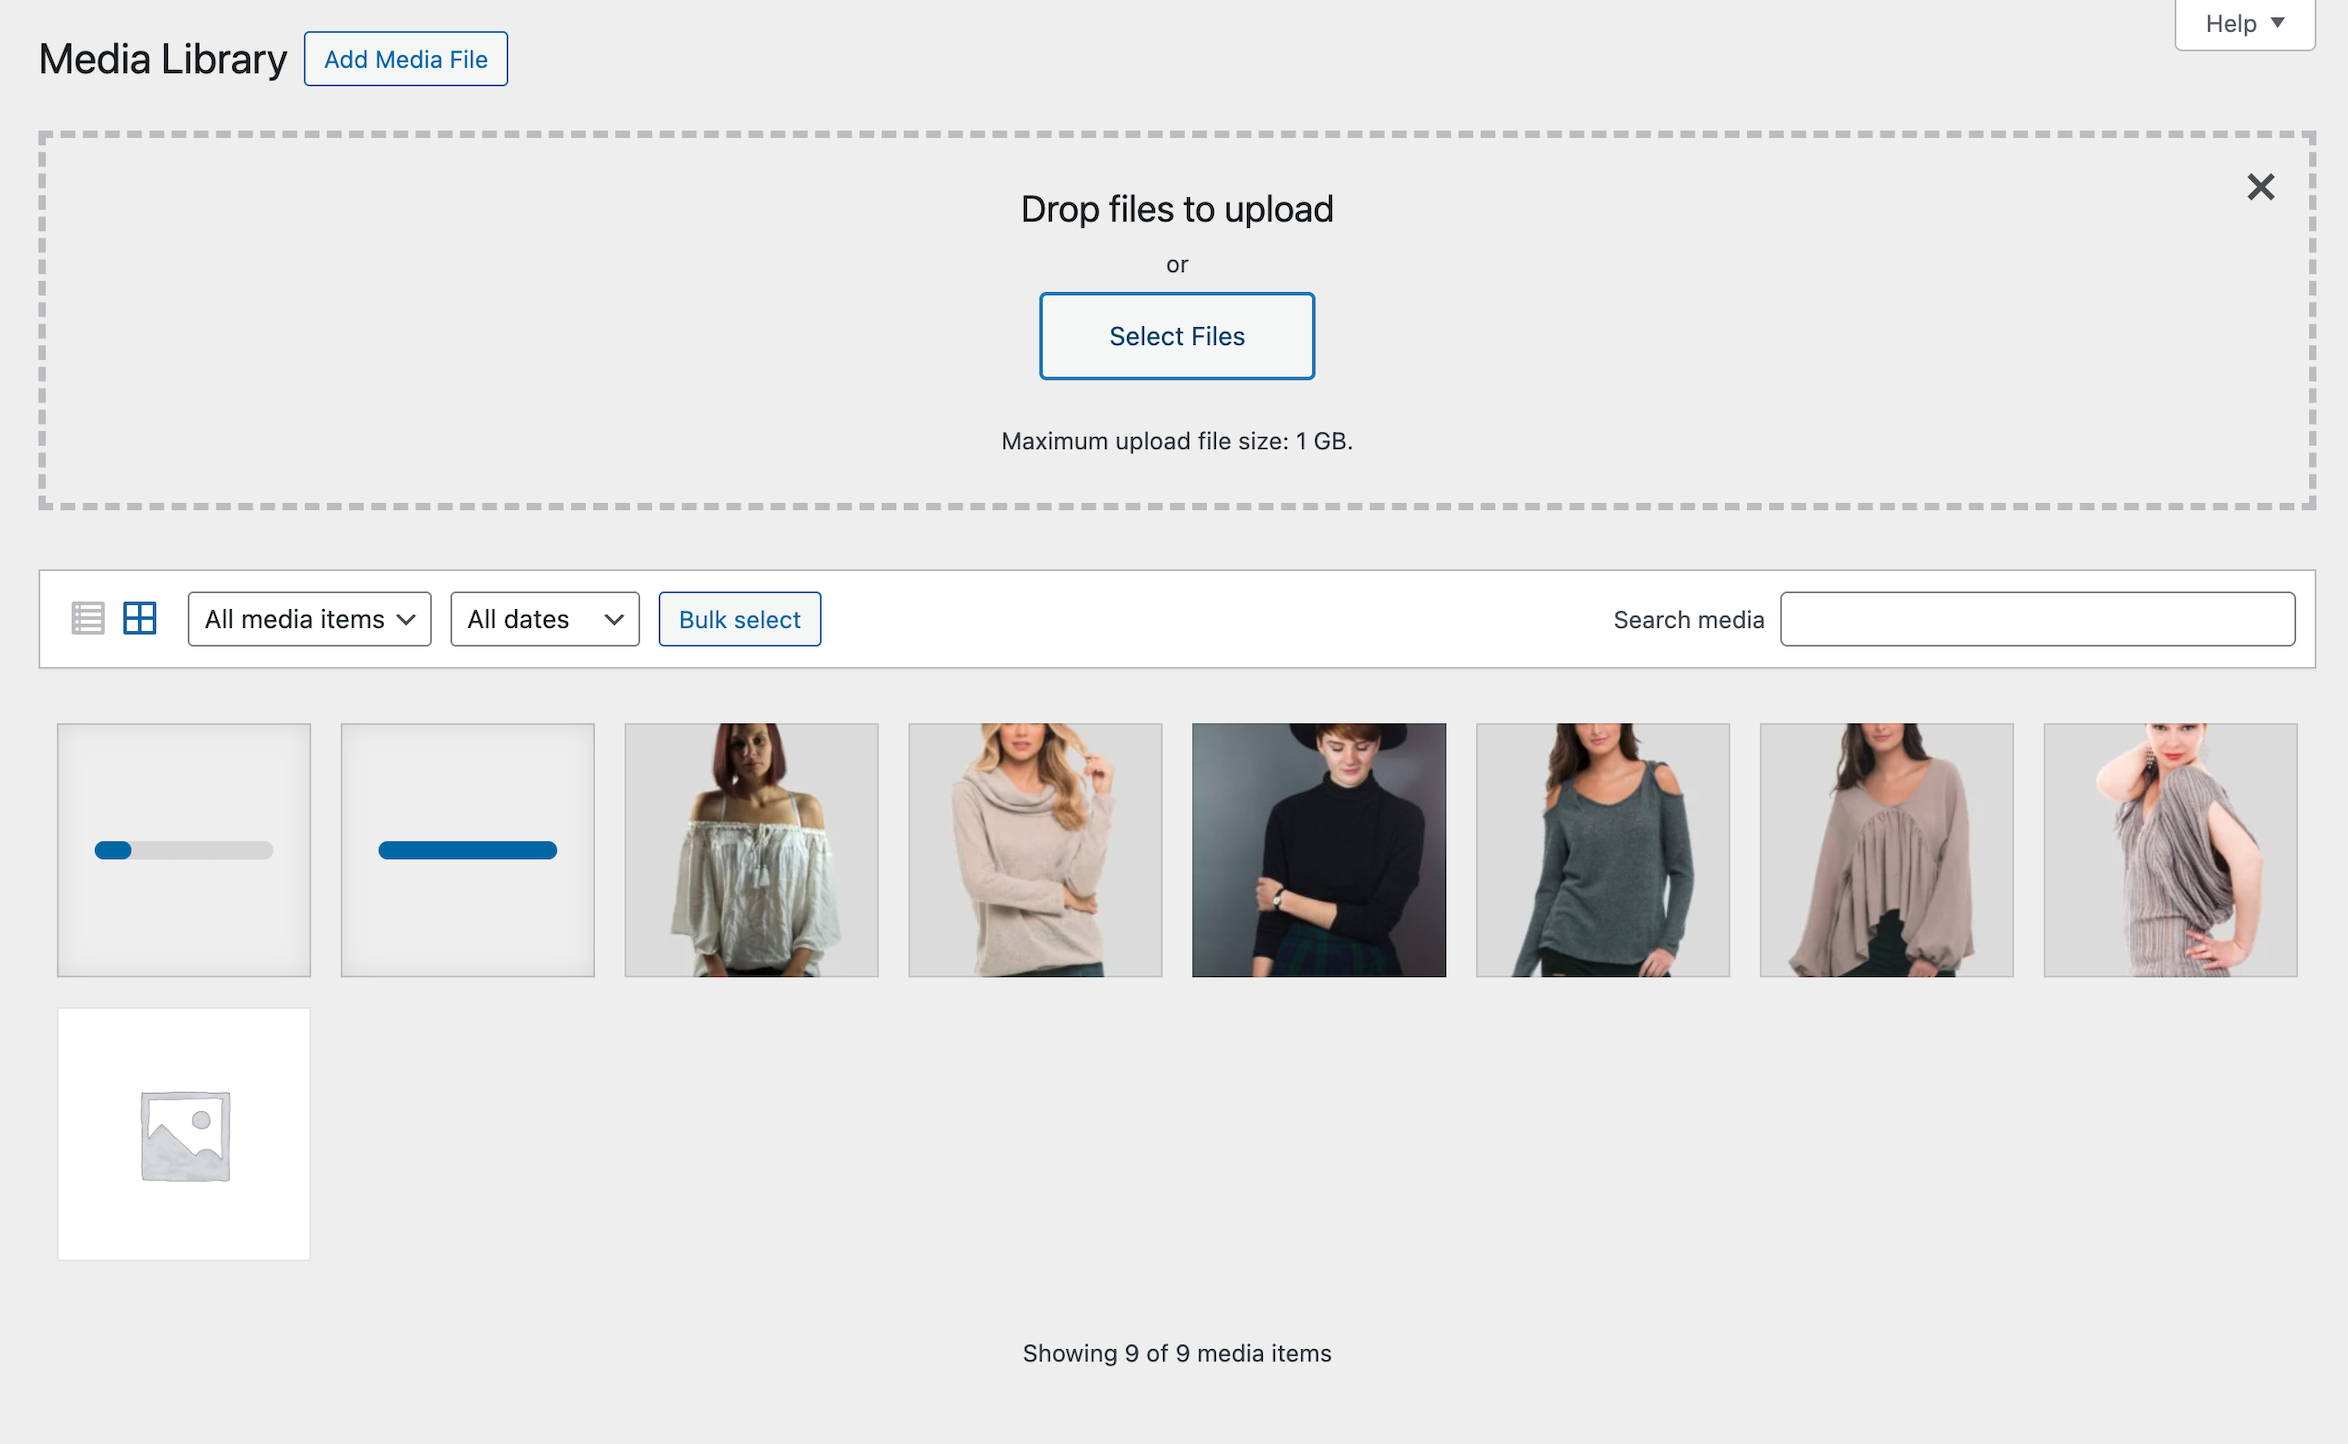 Help
Media Library
Add Media File
Drop files to upload
or
Select Files
Maximum upload file size: 1 GB.
All media items
All dates
Bulk select
Search media
Showing 9 of 9 media items